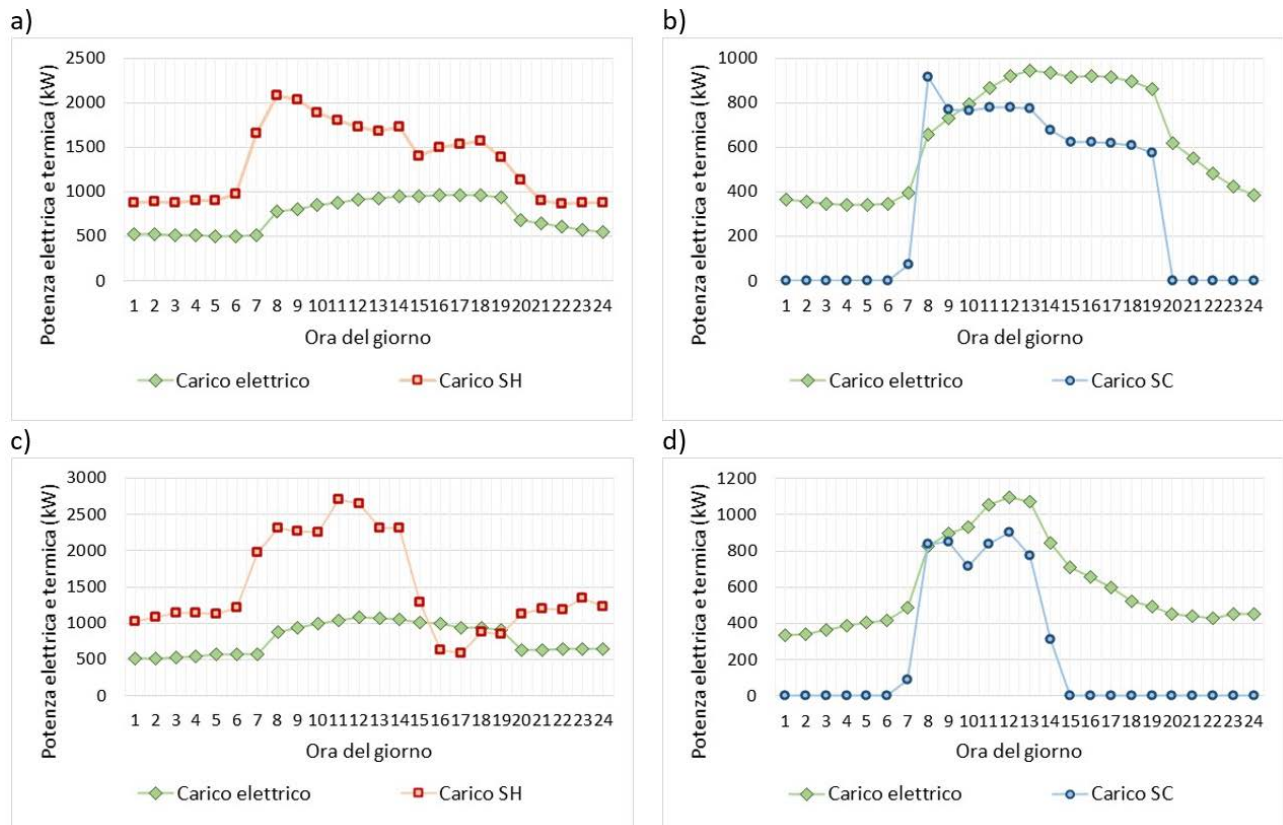 a)
2500
2000
1500
1000
500
0
Potenza elettrica e termica (kW)
1 2 3 4 5 6 7 8 9 10 11 12 13 14 15 16 17 18 19 20 21 22 23 24
Ora del giorno
Carico elettrico Carico SH
b)
1000
800
600
400
200
0
Potenza elettrica e termica (kW)
1 2 3 4 5 6 7 8 9 10 11 12 13 14 15 16 17 18 19 20 21 22 23 24
Ora del giorno
Carico elettrico Carico SC
c)
3000
2500
2000
1500
1000
500
0
Potenza elettrica e termica (kW)
1 2 3 4 5 6 7 8 9 10 11 12 13 14 15 16 17 18 19 20 21 22 23 24
Ora del giorno
Carico elettrico Carico SH
d)
1200
1000
800
600
400
200
0
Potenza elettrica e termica (kW)
1 2 3 4 5 6 7 8 9 10 11 12 13 14 15 16 17 18 19 20 21 22 23 24
Ora del giorno
Carico elettrico Carico SC